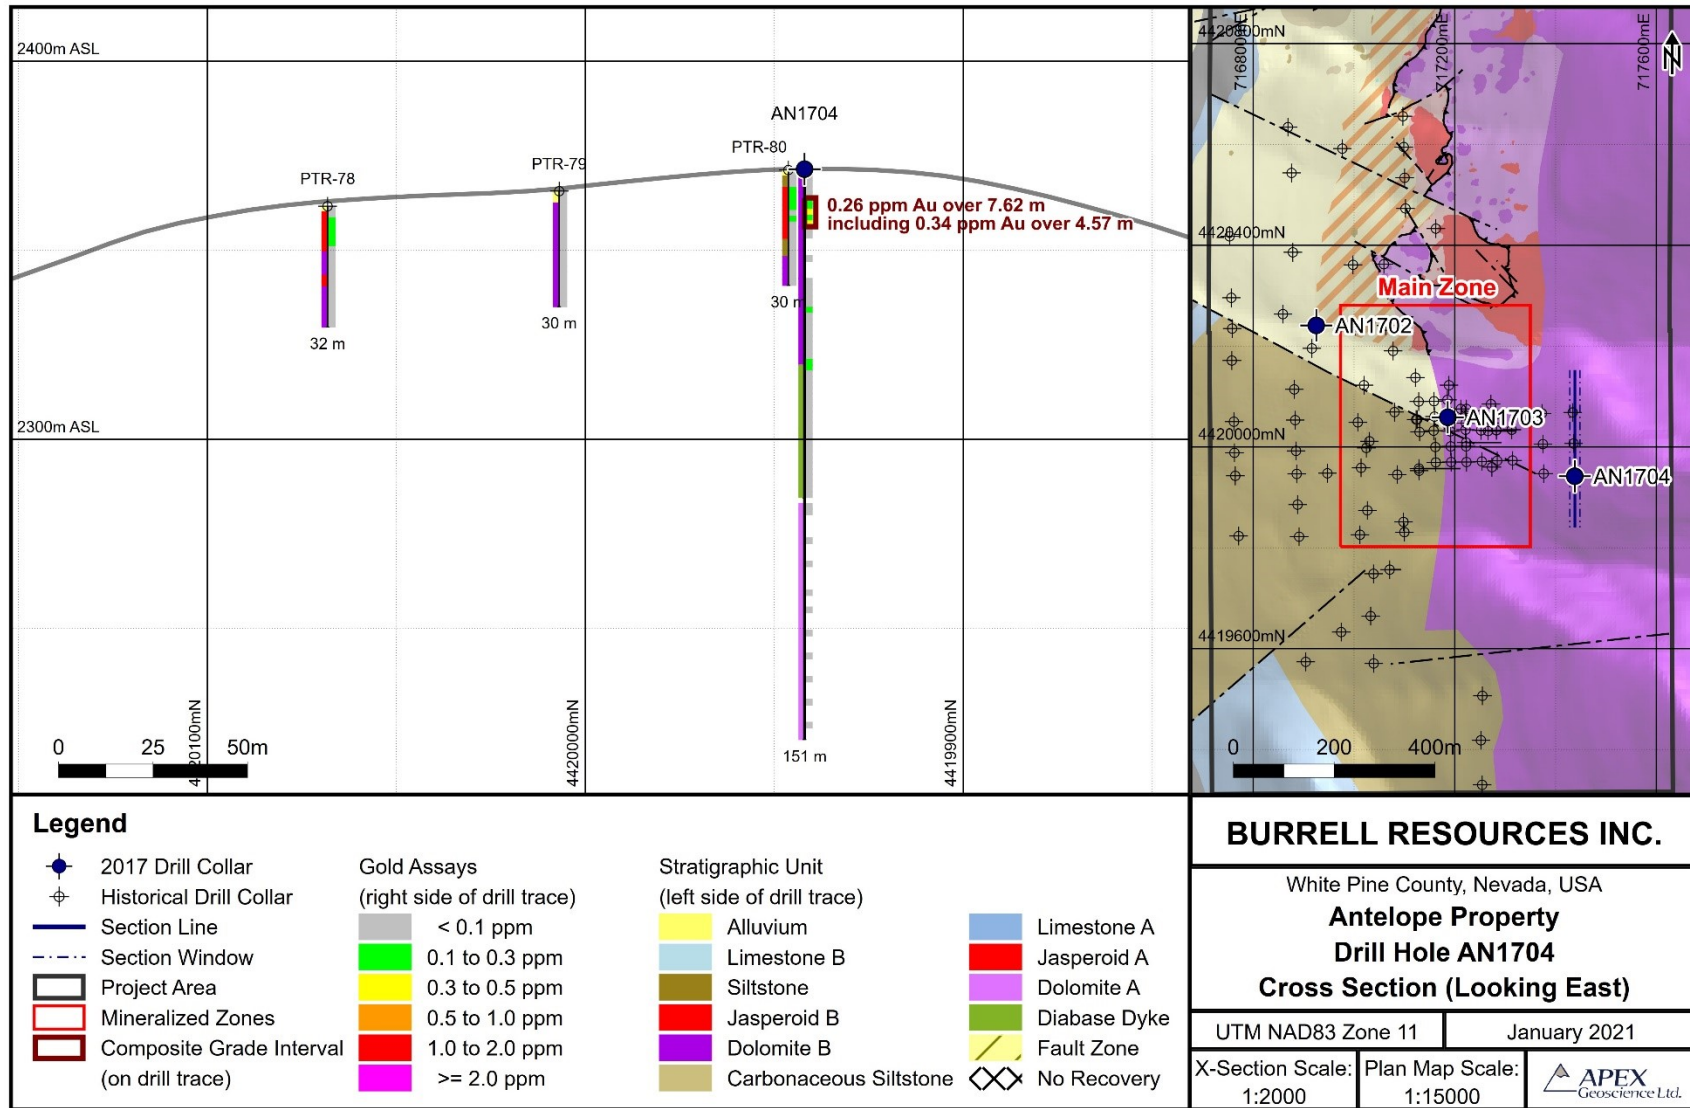 2400m ASL
AN1704
PTR-80
PTR-79
PTR-78
0.26 ppm Au over 7.62 m
including 0.34 ppm Au over 4.57 m
30 m
30 m
32 m
2300m ASL
4420100mN
4420000mN
4419900mN
0 25 50m
151 m
4420800mN
716800mE
717200mE
717600mE
N
4420400mN
Main Zone
AN1702
AN1703
4420000mN
AN1704
4419600mN
0 200 400m
Legend
2017 Drill Collar
Historical Drill Collar
Section Line
Section Window
Project Area
Mineralized Zones
Composite Grade Interval
(on drill trace)
Gold Assays
(right side of drill trace)
< 0.1 ppm
0.1 to 0.3 ppm
0.3 to 0.5 ppm
0.5 to 1.0 ppm
1.0 to 2.0 ppm
>= 2.0 ppm
Stratigraphic Unit
(left side of drill trace)
Alluvium
Limestone B
Siltstone
Jasperoid B
Dolomite B
Carbonaceous Siltstone
Limestone A
Jasperoid A
Dolomite A
Diabase Dyke
Fault Zone
No Recovery
BURRELL RESOURCES INC.
White Pine County, Nevada, USA
Antelope Property
Drill Hole AN1704
Cross Section (Looking East)
UTM NAD83 Zone 11
January 2021
X-Section Scale:
1:2000
Plan Map Scale:
1:15000
APEX
Geoscience Ltd.